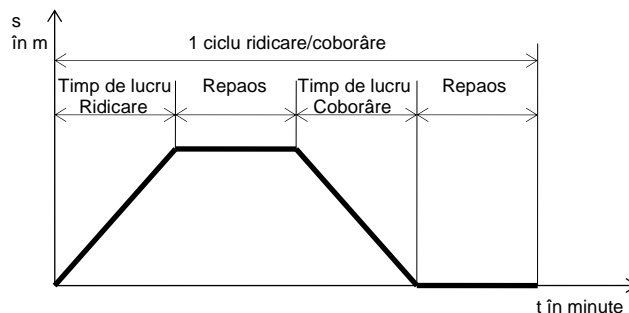 s
în m
1 ciclu ridicare/coborâre
Timp de lucru
Ridicare
Repaos
Timp de lucru
Coborâre
Repaos
t în minute